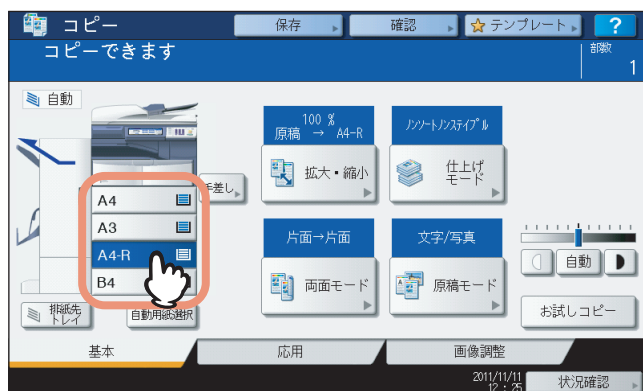 コピー
保存
確認
テンプレート
?
コピーできます
部数
1
自動
100 %
原稿 → A4-R
ノンソートノンステイプル
拡大・縮小
仕上げ
モード
手差し
A4
A3
A4-R
B4
片面→片面
文字/写真
両面モード
原稿モード
自動
排紙先
トレイ
自動用紙選択
お試しコピー
基本
応用
画像調整
2011/11/11
12:25
状況確認